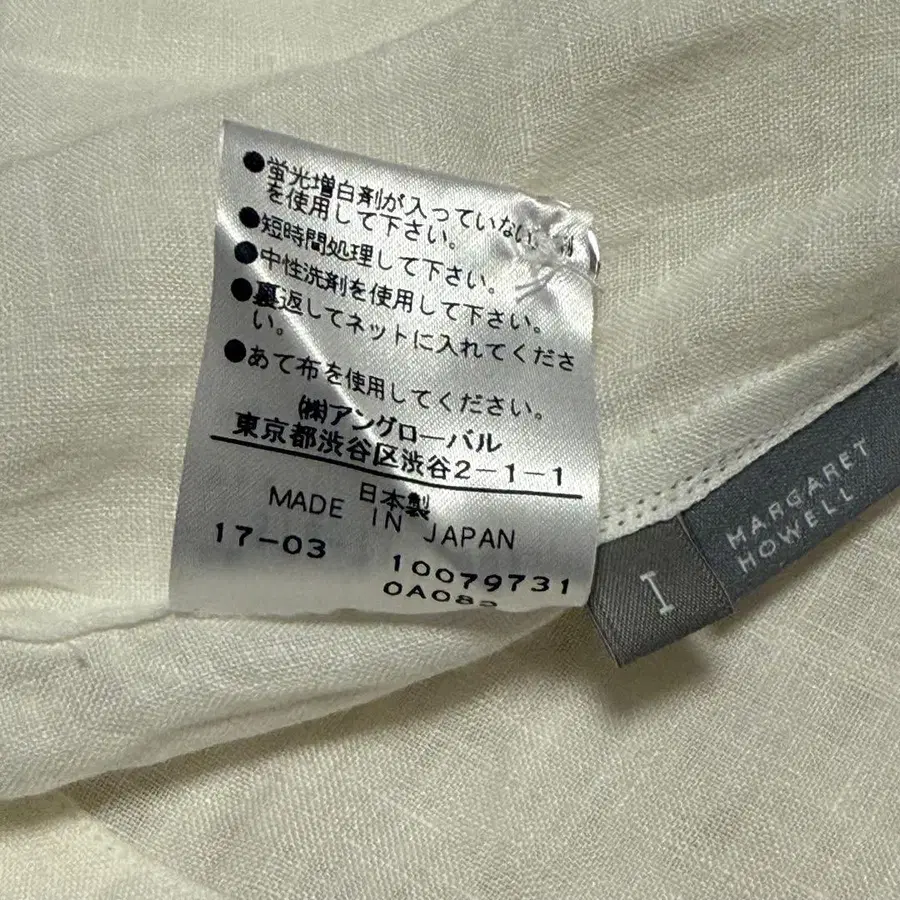 ●蛍光増白剤が入っていない
を使用して下さい。
●短時間処理して下さい。
●中性洗剤を使用して下さい。
●裏返してネットに入れてくださ
い。
●あて布を使用してください。
㈱アングローバル
東京都渋谷区渋谷2-1-1
日本製
MADE IN JAPAN
17-03
10079731
MARGARET
HOWELL
I